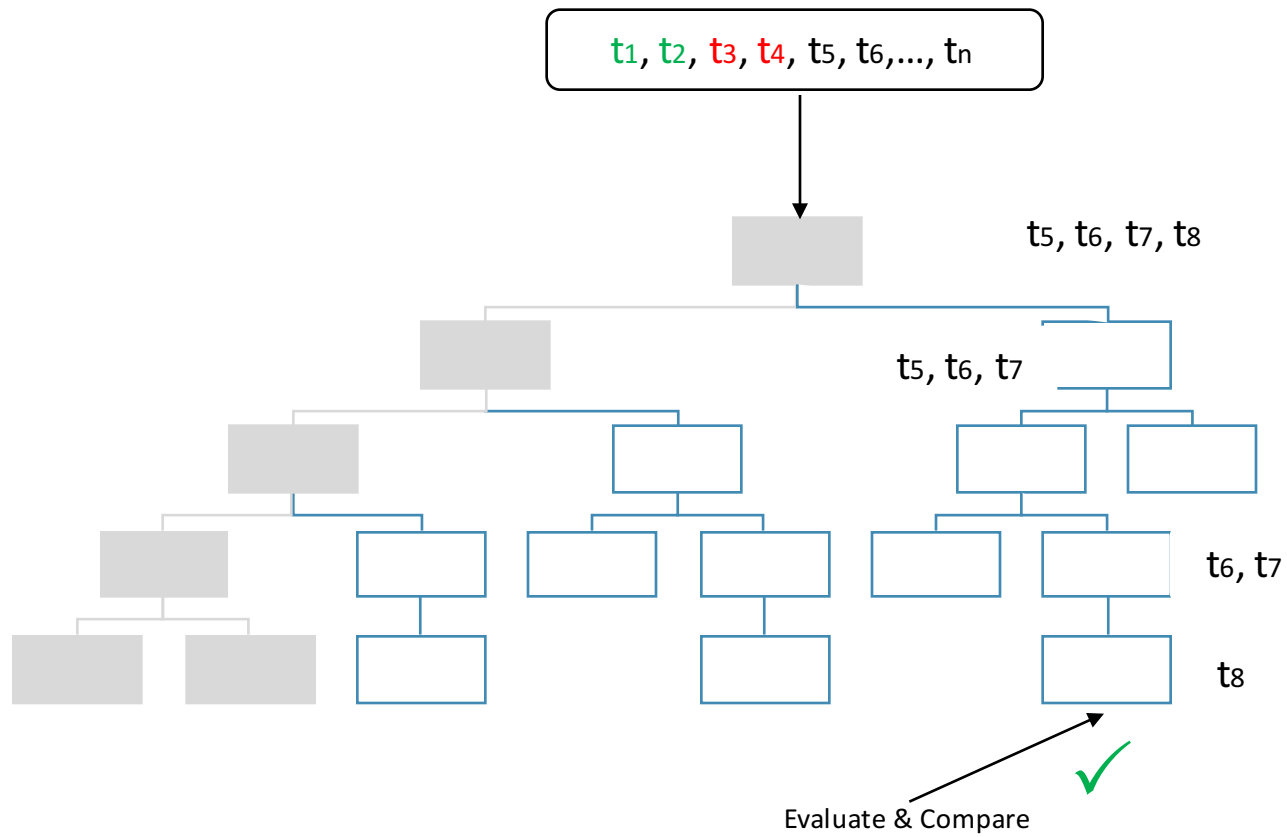 t1, t2, t3, t4, t5, t6,..., tn
t5, t6, t7, t8
t5, t6, t7
t6, t7
t8
Evaluate & Compare